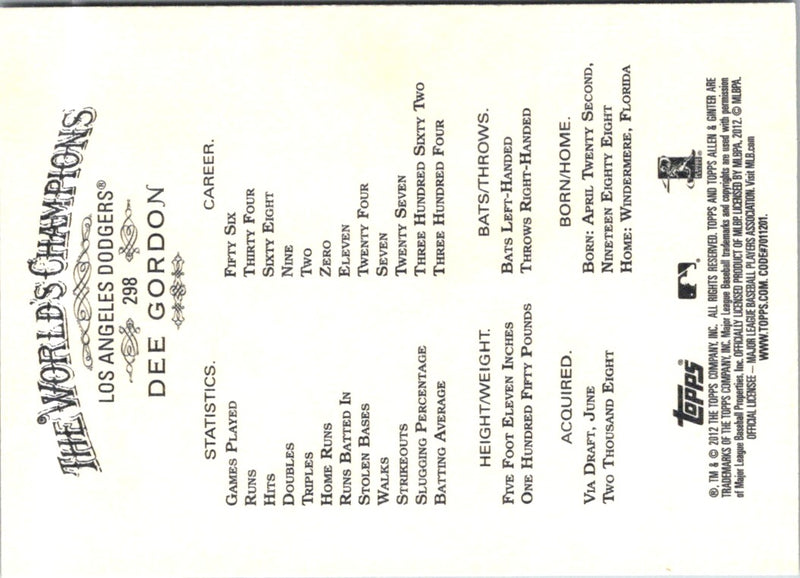 THE WORLD'S CHAMPIONS
LOS ANGELES DODGERS®
298
DEE GORDON
STATISTICS. CAREER.
GAMES PLAYED FIFTY SIX
RUNS THIRTY FOUR
HITS SIXTY EIGHT
DOUBLES NINE
TRIPLES TWO
HOME RUNS ZERO
RUNS BATTED IN ELEVEN
STOLEN BASES TWENTY FOUR
WALKS SEVEN
STRIKEOUTS TWENTY SEVEN
SLUGGING PERCENTAGE THREE HUNDRED SIXTY TWO
BATTING AVERAGE THREE HUNDRED FOUR
HEIGHT/WEIGHT. BATS/THROWS.
FIVE FOOT ELEVEN INCHES BATS LEFT-HANDED
ONE HUNDRED FIFTY POUNDS THROWS RIGHT-HANDED
ACQUIRED. BORN/HOME.
VIA DRAFT, JUNE BORN: APRIL TWENTY SECOND,
TWO THOUSAND EIGHT NINETEEN EIGHTY EIGHT
HOME: WINDERMERE, FLORIDA
topps
®, TM & © 2012 THE TOPPS COMPANY, INC. ALL RIGHTS RESERVED. TOPPS AND TOPPS ALLEN & GINTER ARE
TRADEMARKS OF THE TOPPS COMPANY, INC. Major League Baseball trademarks and copyrights are used with permission
of Major League Baseball Properties, Inc. OFFICIALLY LICENSED PRODUCT OF MLBP. LICENSED BY MLBPA, 2012. © MLBPA.
OFFICIAL LICENSEE – MAJOR LEAGUE BASEBALL PLAYERS ASSOCIATION. Visit MLB.com
WWW.TOPPS.COM. CODE#7011201.